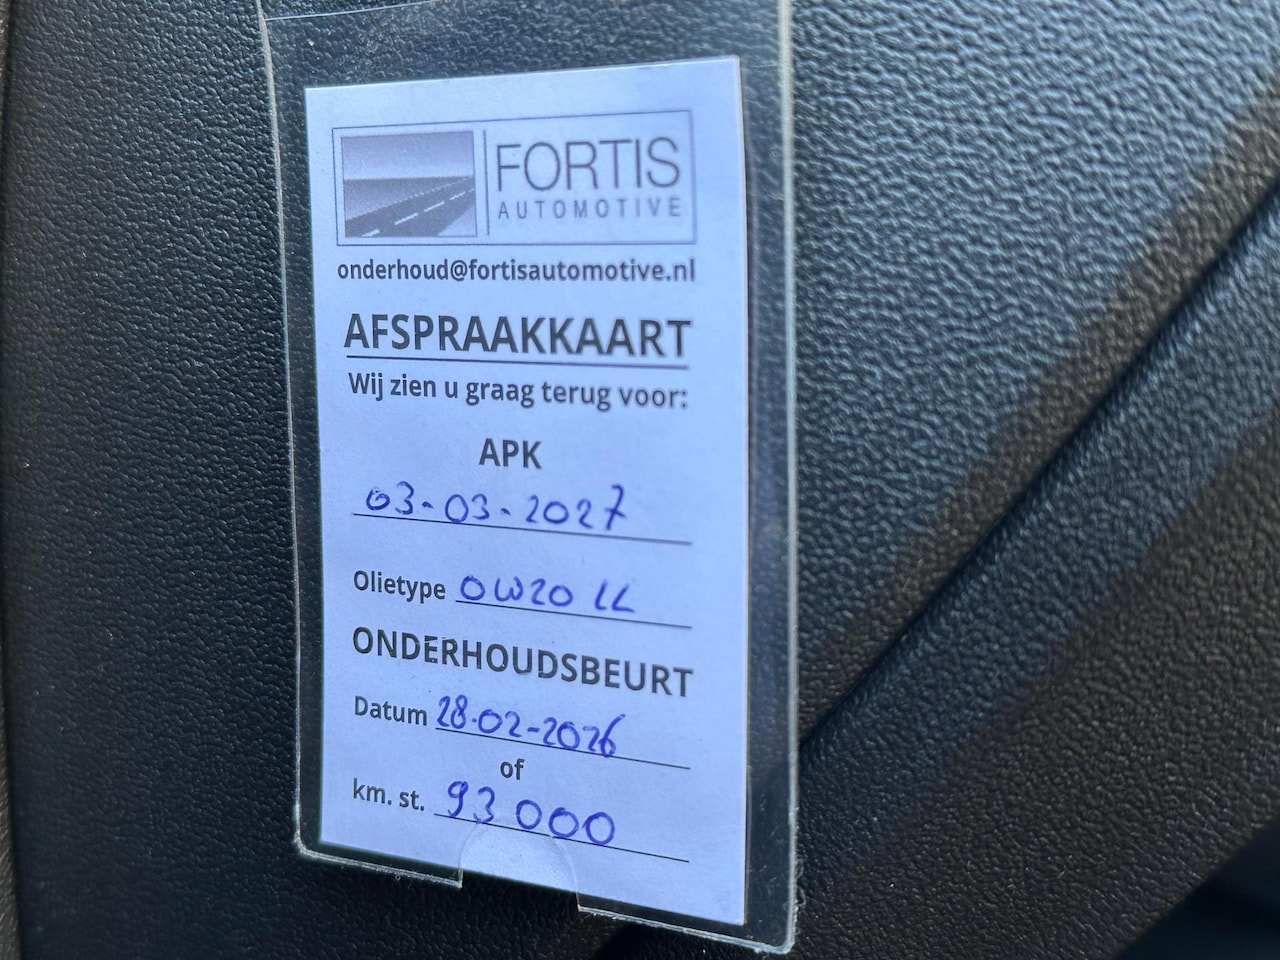 FORTIS
AUTOMOTIVE
onderhoud@fortisautomotive.nl
AFSPRAAKKAART
Wij zien u graag terug voor:
APK
03-03-2027
Olietype 0W20 LL
ONDERHOUDSBEURT
Datum 28-02-2026
of
km. st. 93000